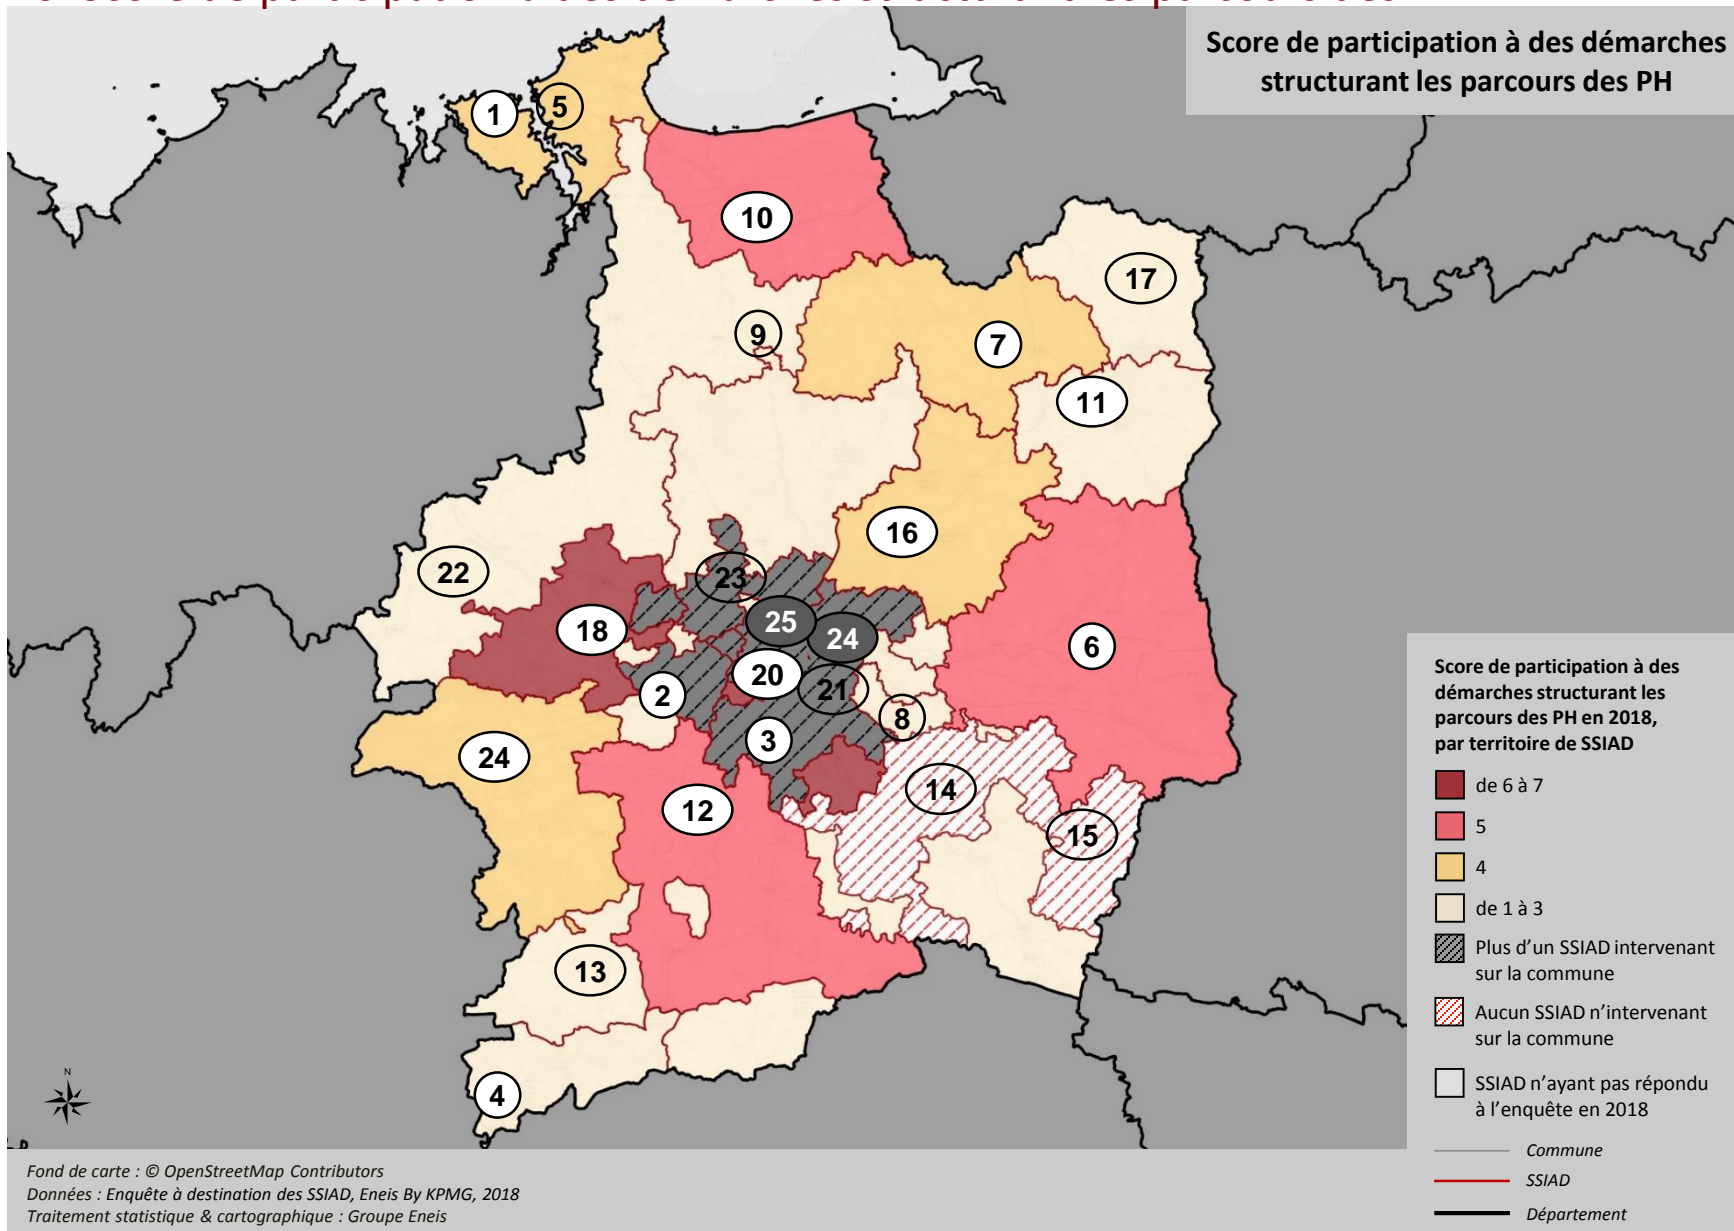 Score de participation à des démarches
structurant les parcours des PH
1
5
10
17
9
7
11
16
22
23
18
25
24
6
20
2
21
8
3
24
14
12
15
13
4
N
Score de participation à des
démarches structurant les
parcours des PH en 2018,
par territoire de SSIAD
de 6 à 7
5
4
de 1 à 3
Plus d'un SSIAD intervenant
sur la commune
Aucun SSIAD n'intervenant
sur la commune
SSIAD n'ayant pas répondu
à l'enquête en 2018
Commune
SSIAD
Département
Fond de carte : © OpenStreetMap Contributors
Données : Enquête à destination des SSIAD, Eneis By KPMG, 2018
Traitement statistique & cartographique : Groupe Eneis